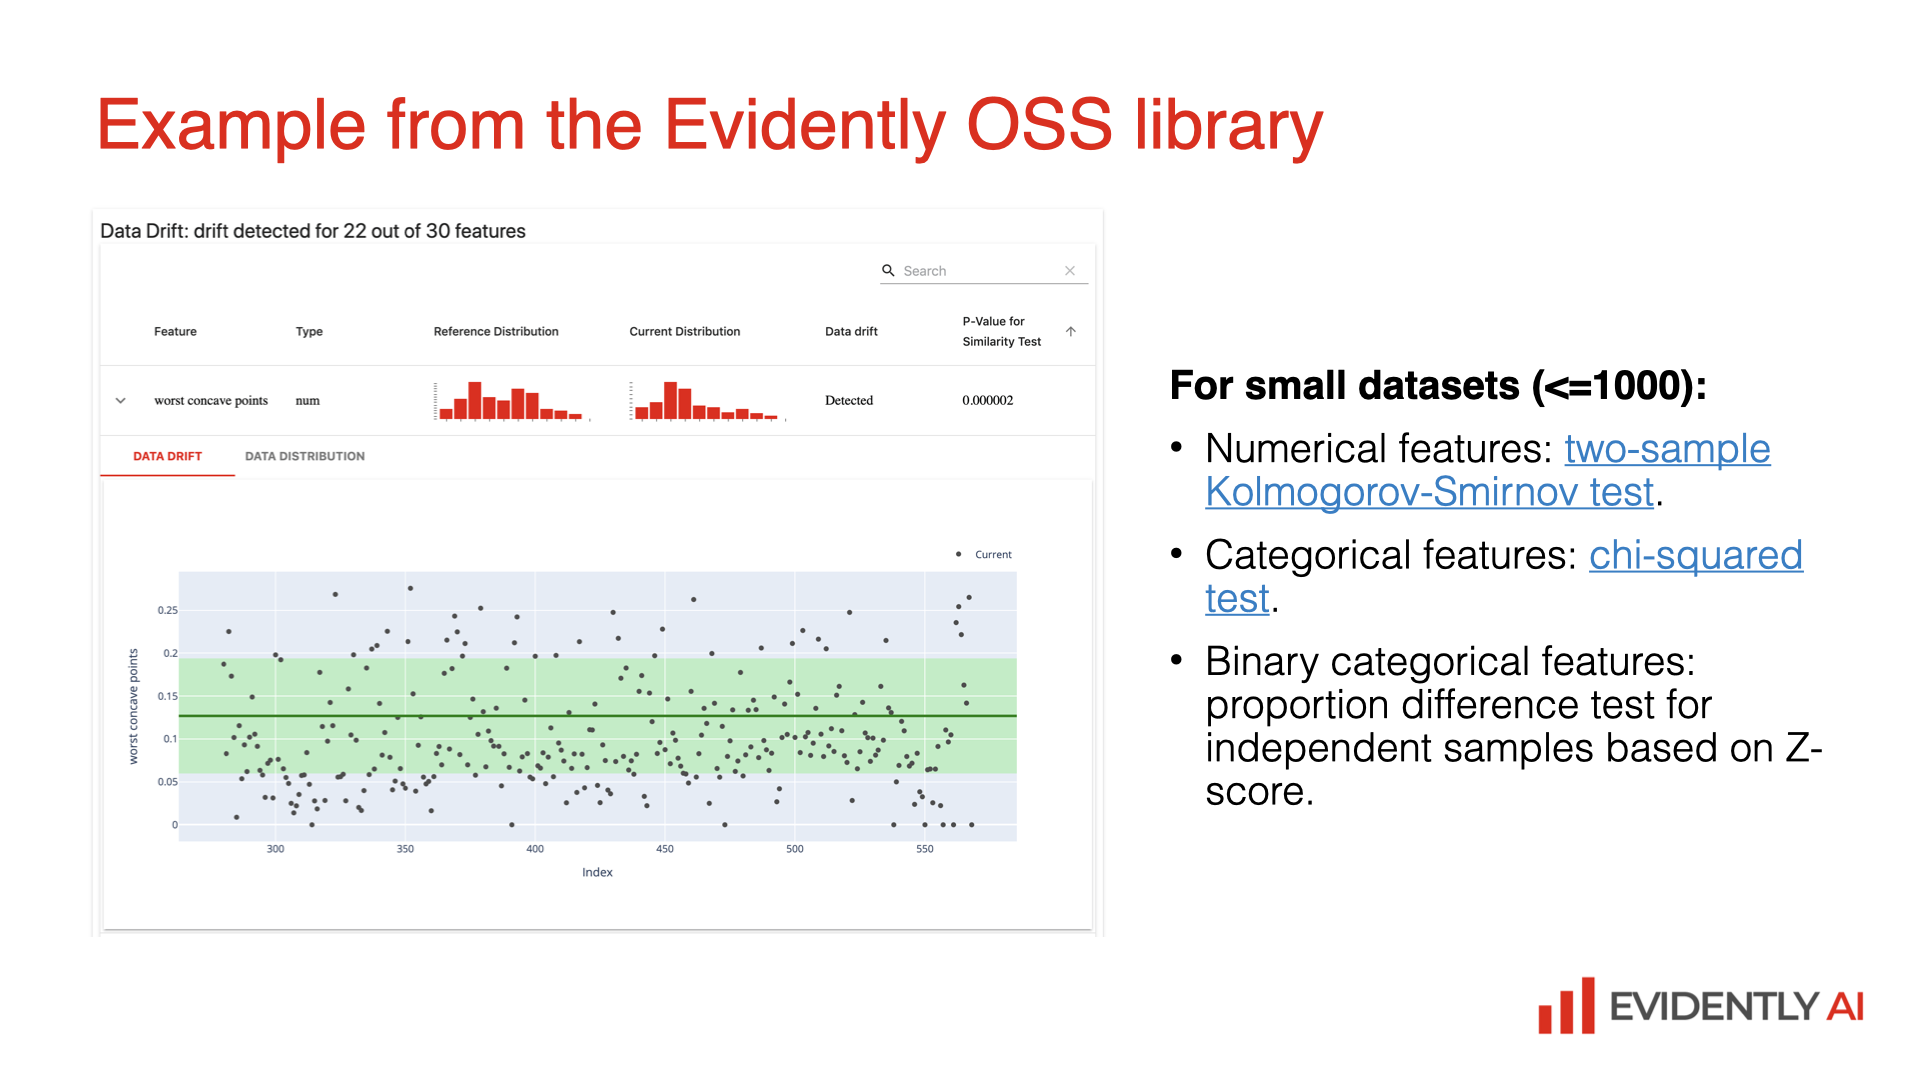 Example from the Evidently OSS library
Data Drift: drift detected for 22 out of 30 features
Search
Feature
Type
Reference Distribution
Current Distribution
Data drift
P-Value for
Similarity Test
worst concave points
num
Detected
0.000002
DATA DRIFT
DATA DISTRIBUTION
Current
0.25
0.2
0.15
0.1
0.05
0
worst concave points
300
350
400
450
500
550
Index
For small datasets (<=1000):
• Numerical features: two-sample
Kolmogorov-Smirnov test.
• Categorical features: chi-squared
test.
• Binary categorical features:
proportion difference test for
independent samples based on Z-
score.
EVIDENTLY AI